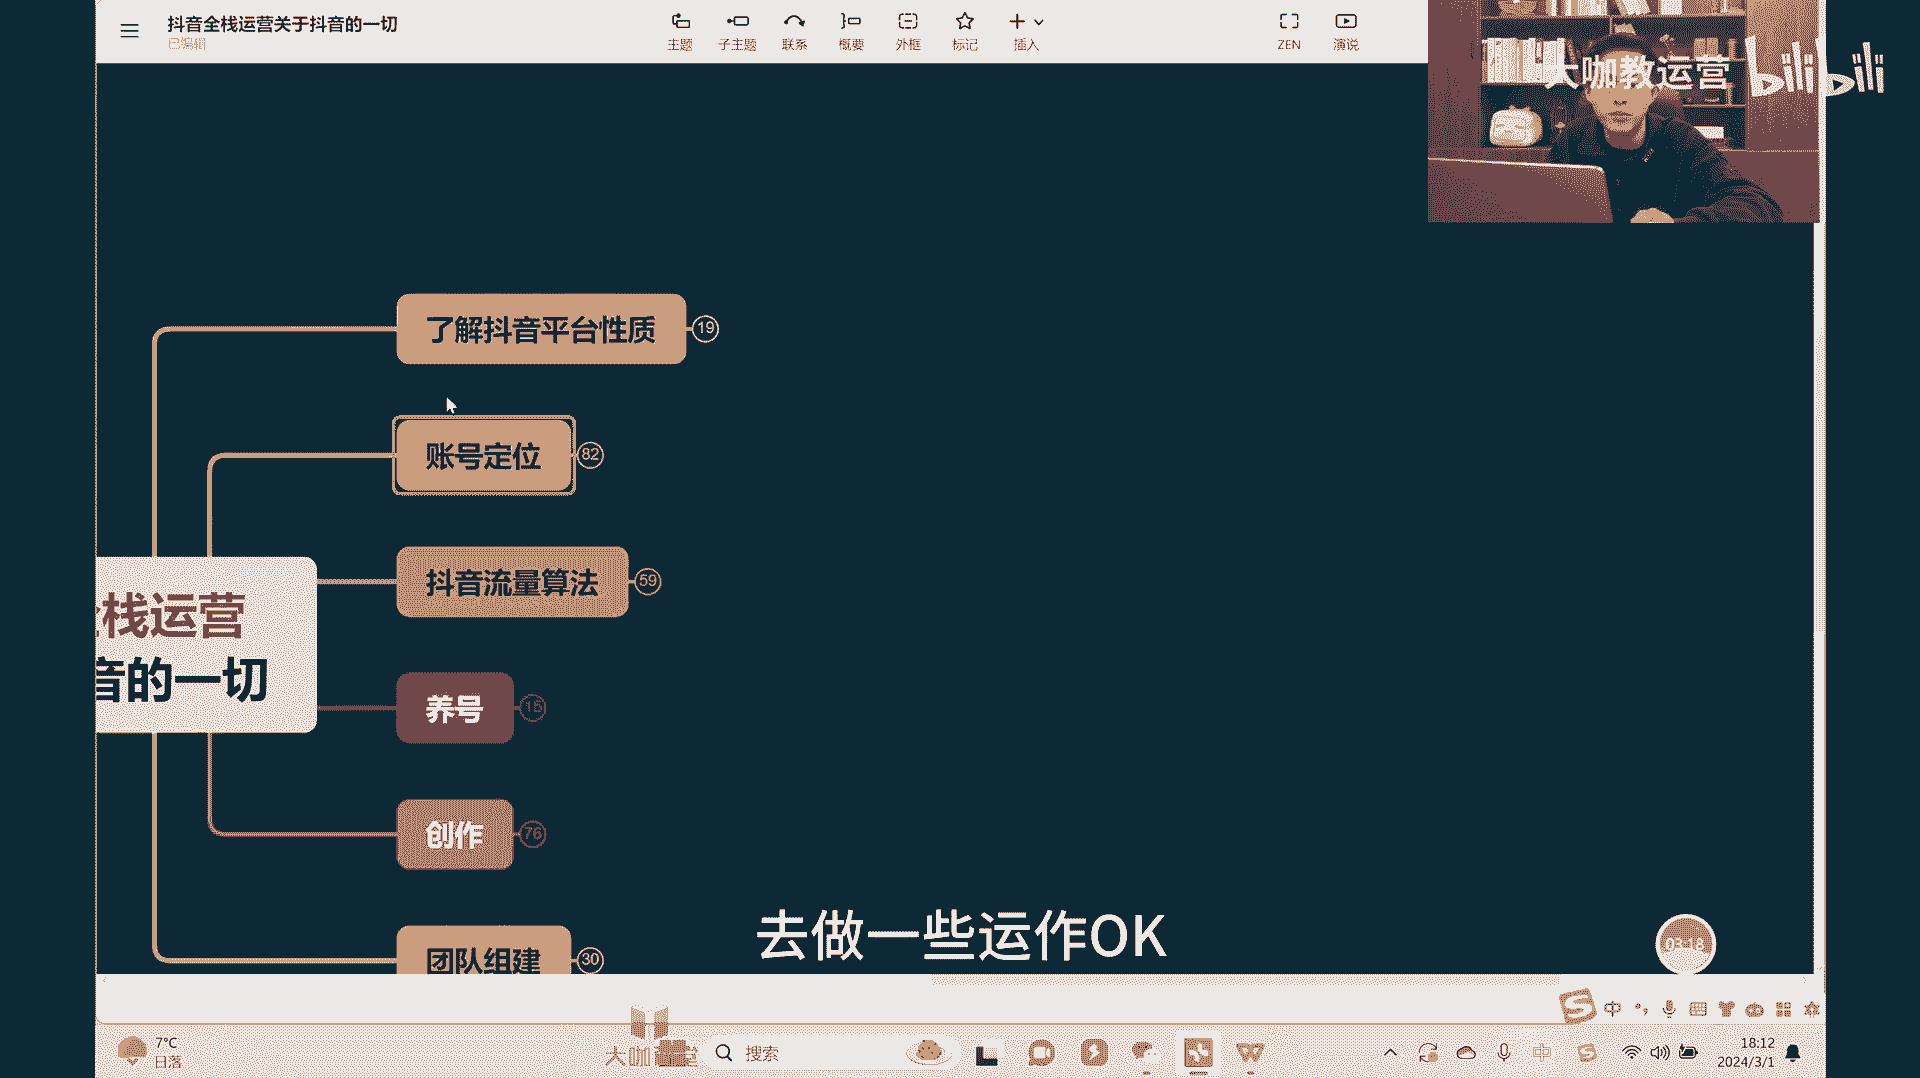 抖音全栈运营关于抖音的一切
已编辑
主题 子主题 联系 概要 外框 标记 插入 ZEN 演说
大咖教运营 bilibili
了解抖音平台性质 19
账号定位 82
抖音流量算法 59
栈运营
音的一切
养号 15
创作 76
团队组建 30
去做一些运作OK
03:18
中
7°C
日落
大咖
搜索
中
18:12
2024/3/1